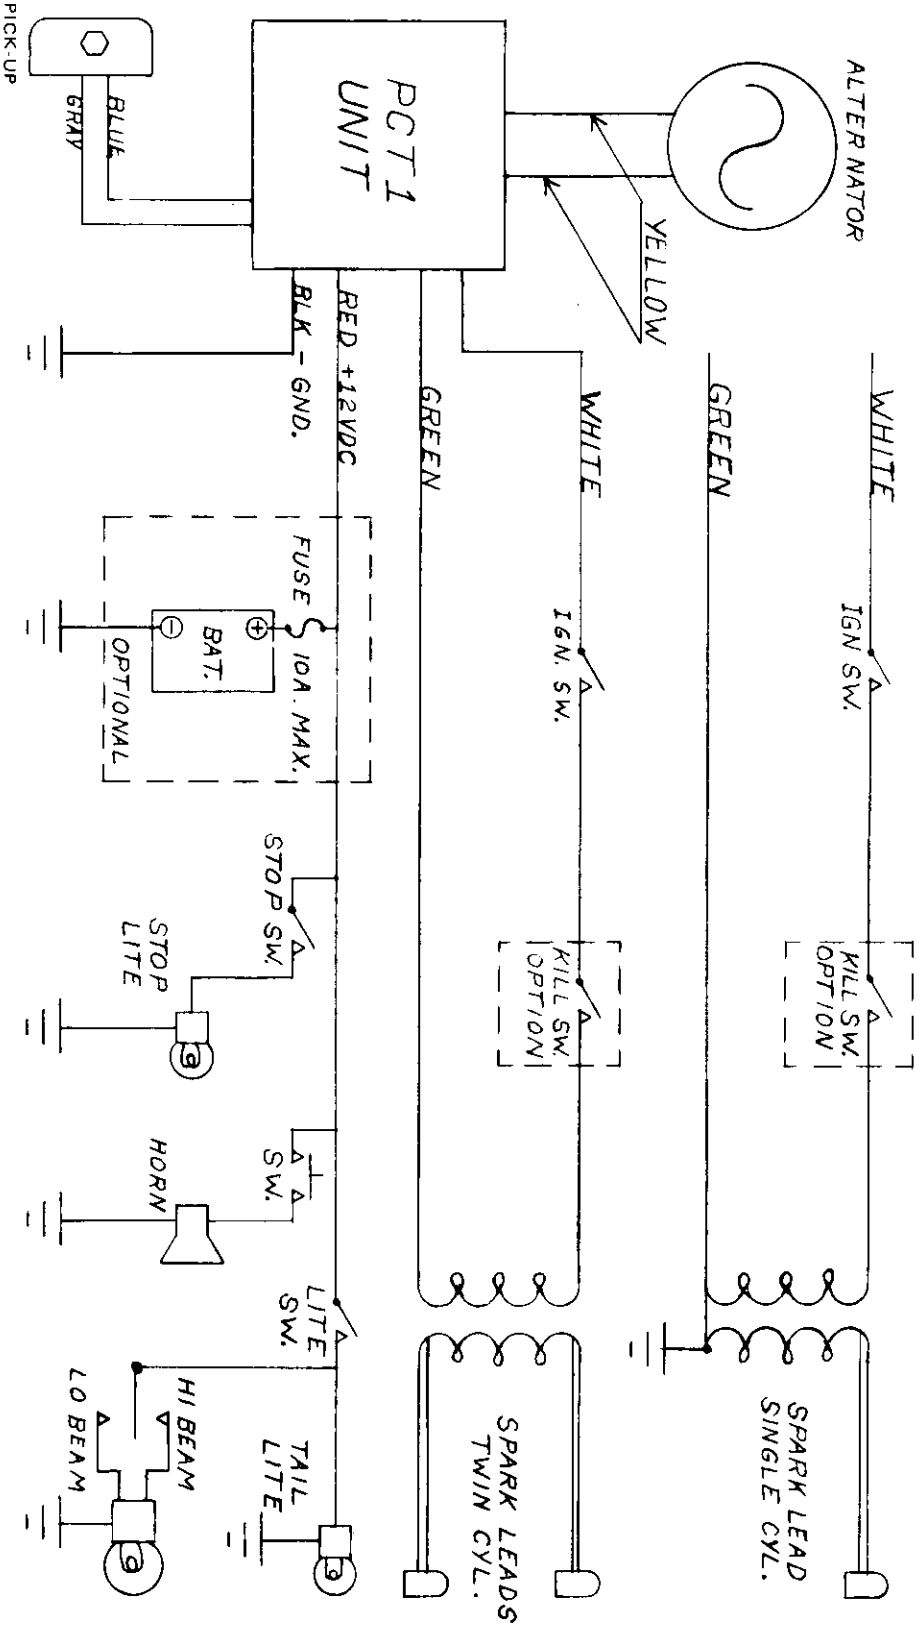 ALTERNATOR
YELLOW
PCT 1
UNIT
PICK-UP
BLUE
GRAY
WHITE
IGN SW.
KILL SW.
OPTION
GREEN
SPARK LEAD
SINGLE CYL.
WHITE
IGN. SW.
KILL SW.
OPTION
GREEN
SPARK LEADS
TWIN CYL.
RED +12VDC
BLK - GND.
FUSE 10A. MAX.
+
BAT.
-
OPTIONAL
STOP SW.
STOP
LITE
SW.
HORN
LITE
SW.
TAIL
LITE
HI BEAM
LO BEAM